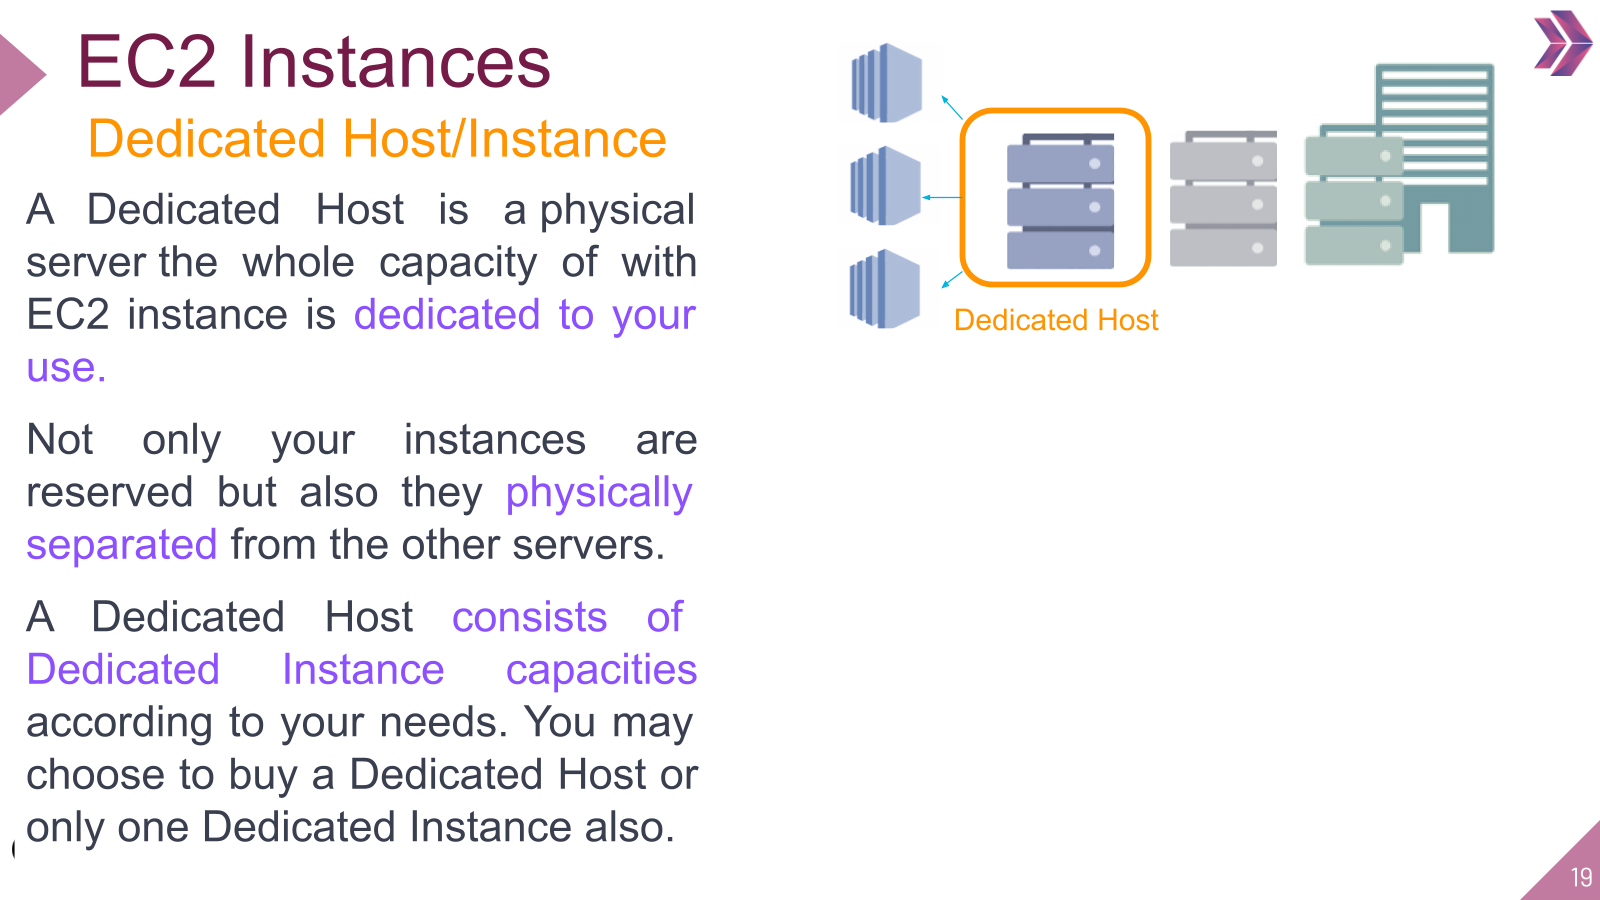 EC2 Instances
Dedicated Host/Instance
A Dedicated Host is a physical
server the whole capacity of with
EC2 instance is dedicated to your
use.
Not only your instances are
reserved but also they physically
separated from the other servers.
A Dedicated Host consists of
Dedicated Instance capacities
according to your needs. You may
choose to buy a Dedicated Host or
only one Dedicated Instance also.
Dedicated Host
19